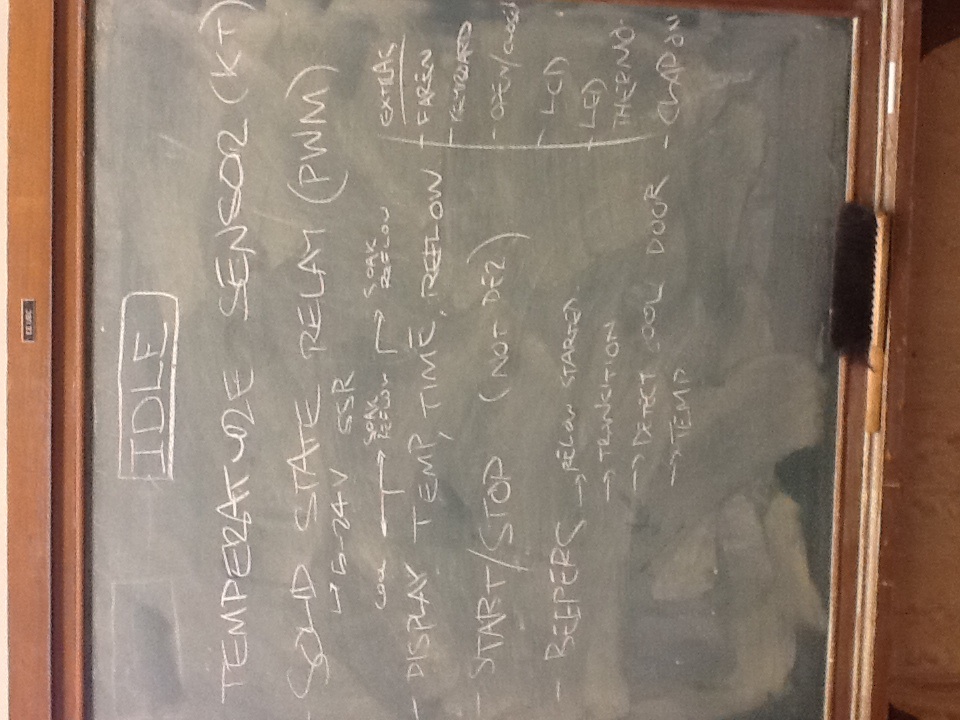 IDLE
TEMPERATURE SENSOR (KT)
- SOLID STATE RELAY (PWM)
↳ 5-24V SSR
COOL → SOAK REFLOW → SOAK REFLOW
- DISPLAY TEMP, TIME, REFLOW
- START/STOP (NOT DE2)
- BEEPERS → REFLOW STARTED
→ TRANSITION
→ DETECT COOL DOOR
→ TEMP
EXTRAS
- FAREN
- KEYBOARD
- OPEN/CLOSE
- LCD
- LED
THERMO.
- CLAP ON